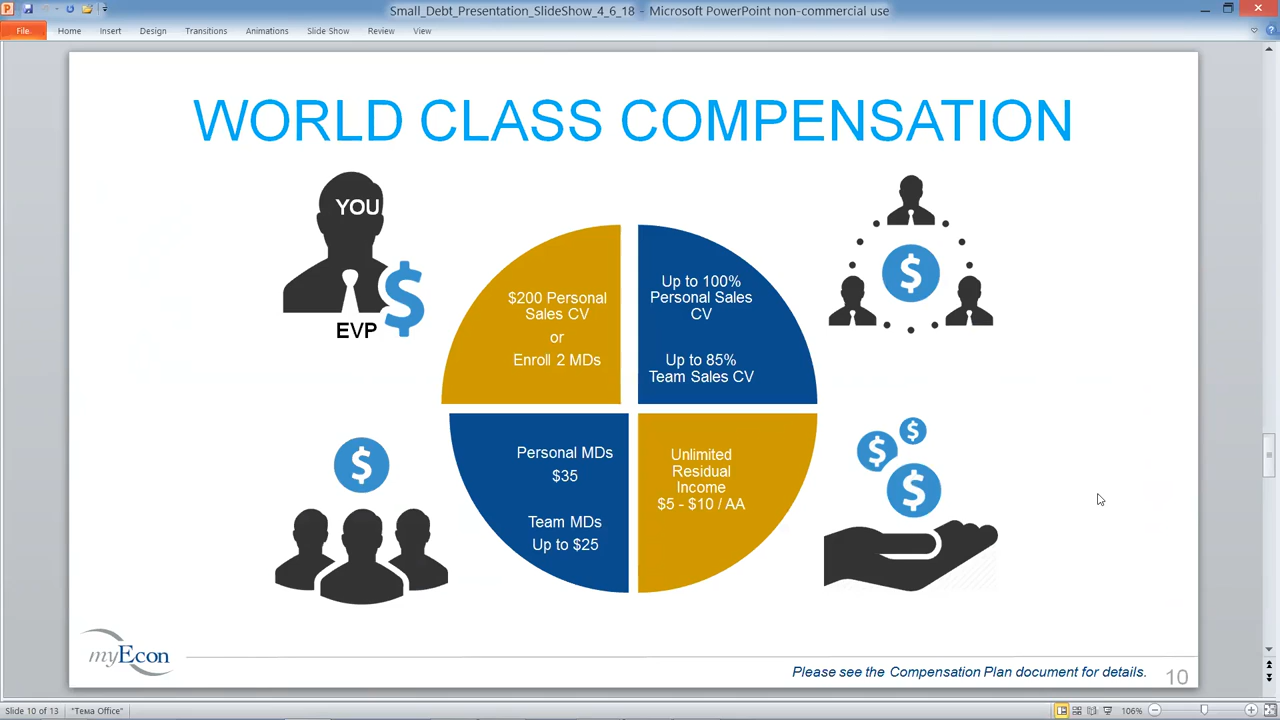 Small_Debt_Presentation_SlideShow_4_6_18 - Microsoft PowerPoint non-commercial use
File
Home
Insert
Design
Transitions
Animations
Slide Show
Review
View
WORLD CLASS COMPENSATION
YOU
$
EVP
$200 Personal
Sales CV
or
Enroll 2 MDs
Up to 100%
Personal Sales
CV
Up to 85%
Team Sales CV
$
$
Personal MDs
$35
Team MDs
Up to $25
Unlimited
Residual
Income
$5 - $10 / AA
$
$
$
myEcon
Please see the Compensation Plan document for details.
10
Slide 10 of 13
"Тема Office"
106%